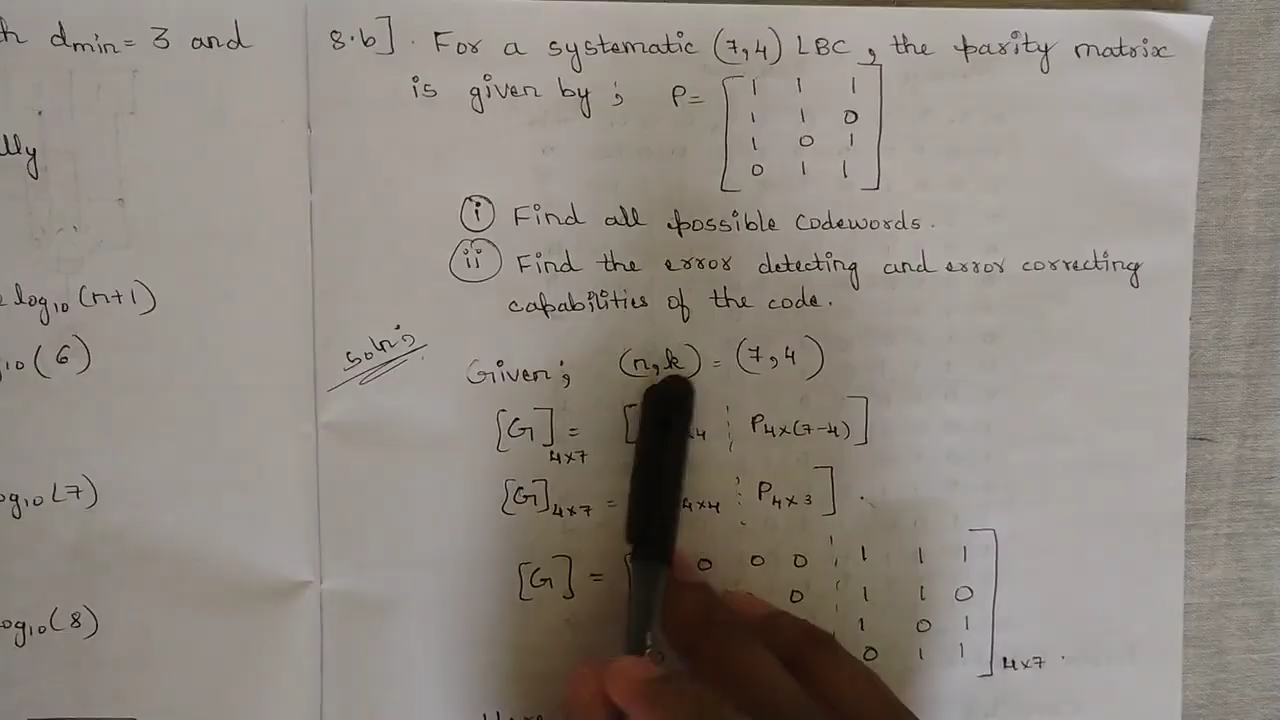 h dmin = 3 and
lly
log10 (n+1)
10 (6)
og10 (7)
og10 (8)
8.b]. For a systematic (7,4) LBC, the parity matrix
is given by; P= [ 1 1 1
1 1 0
1 0 1
0 1 1 ]
i Find all possible codewords.
ii Find the error detecting and error correcting
capabilities of the code.
Soln;
Given; (n,k) = (7,4)
[G]4x7 = [ x4 ⋮ P4x(7-4)]
[G]4x7 = 4x4 ⋮ P4x3].
[G] = [ 0 0 0 ⋮ 1 1 1
0 ⋮ 1 1 0
⋮ 1 0 1
0 1 1 ]4x7.